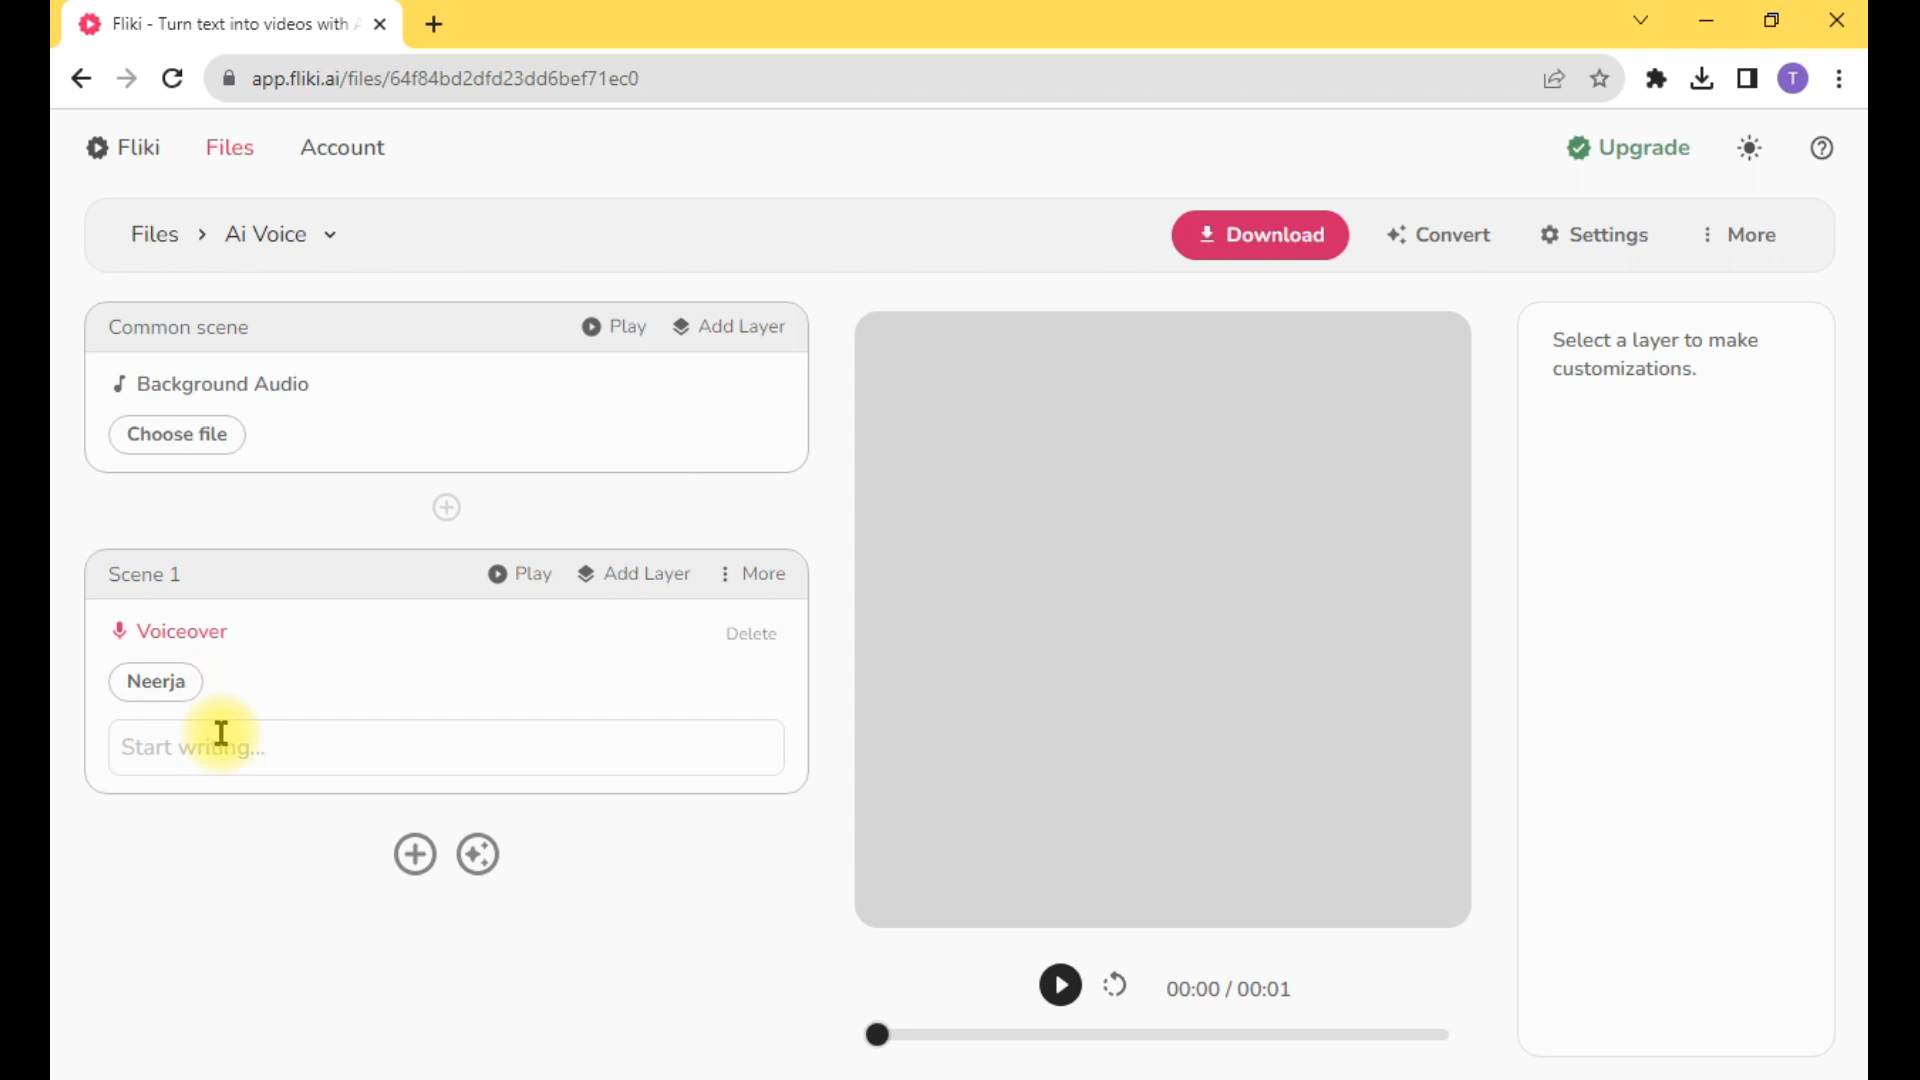 Fliki - Turn text into videos with A
app.fliki.ai/files/64f84bd2dfd23dd6bef71ec0
T
Fliki Files Account Upgrade
Files > Ai Voice Download Convert Settings More
Common scene Play Add Layer
Background Audio
Choose file
Scene 1 Play Add Layer More
Voiceover Delete
Neerja
Start writing...
Select a layer to make
customizations.
00:00 / 00:01